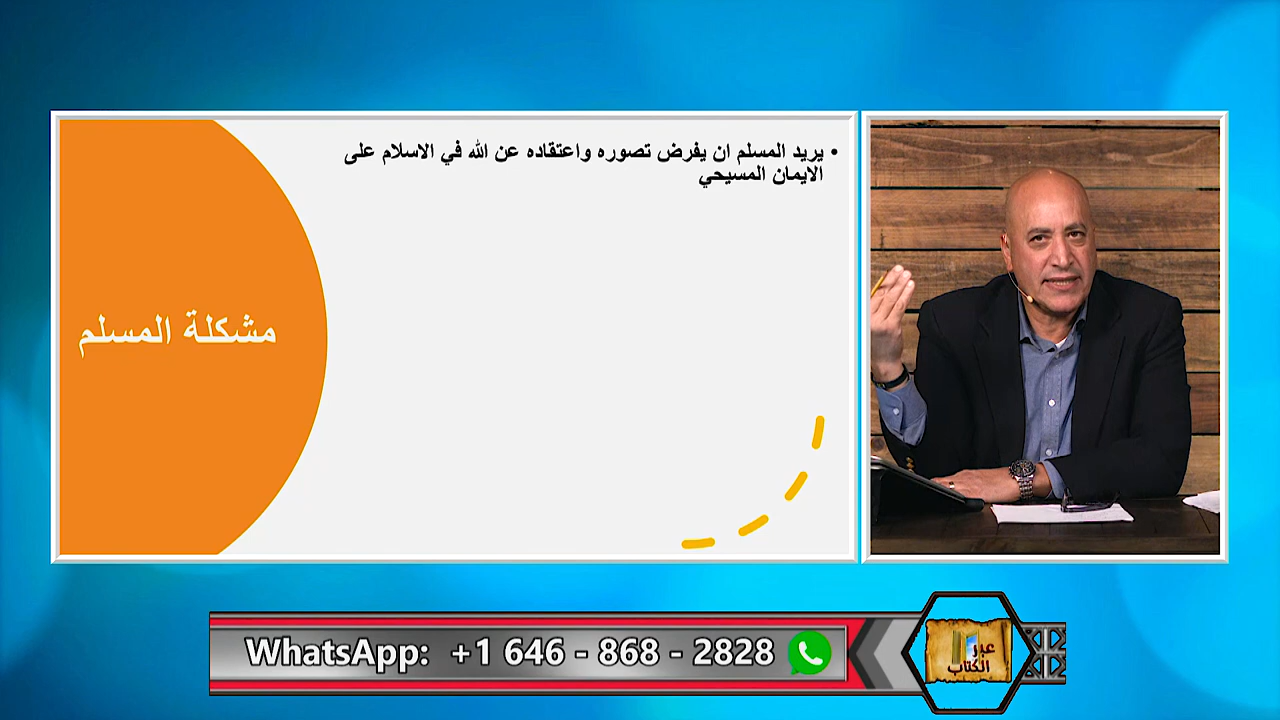 • يريد المسلم ان يفرض تصوره واعتقاده عن الله في الاسلام على
الايمان المسيحي
مشكلة المسلم
WhatsApp: +1 646 - 868 - 2828
عبر
الكتاب